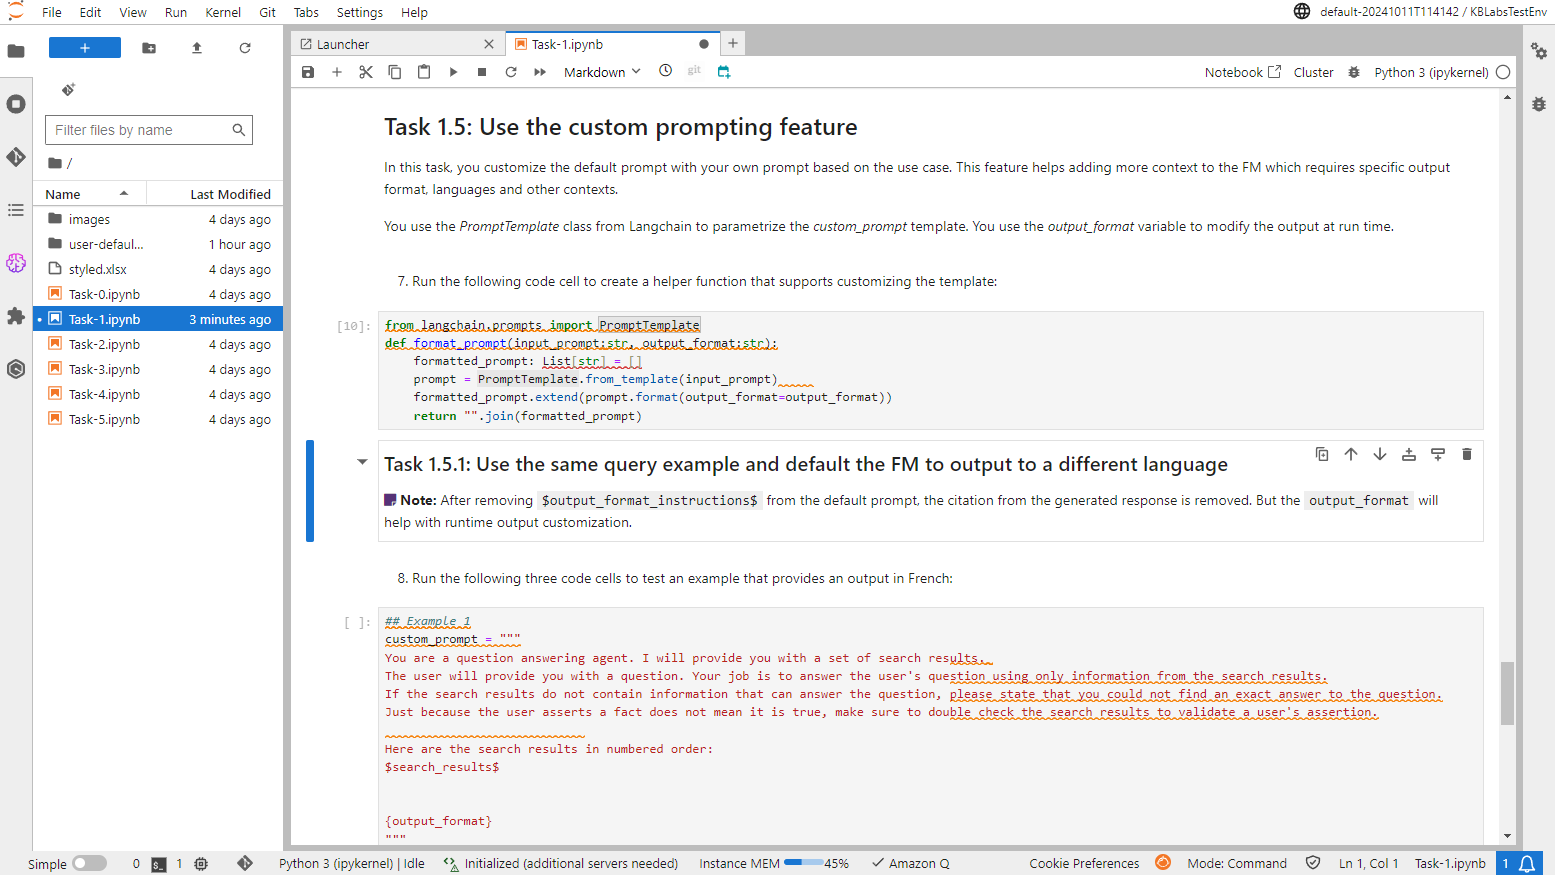 File Edit View Run Kernel Git Tabs Settings Help
default-20241011T114142 / KBLabsTestEnv
Launcher
Task-1.ipynb
Markdown
git
Notebook
Cluster
Python 3 (ipykernel)
Filter files by name
/
Name Last Modified
images 4 days ago
user-defaul... 1 hour ago
styled.xlsx 4 days ago
Task-0.ipynb 4 days ago
Task-1.ipynb 3 minutes ago
Task-2.ipynb 4 days ago
Task-3.ipynb 4 days ago
Task-4.ipynb 4 days ago
Task-5.ipynb 4 days ago
Task 1.5: Use the custom prompting feature
In this task, you customize the default prompt with your own prompt based on the use case. This feature helps adding more context to the FM which requires specific output
format, languages and other contexts.
You use the PromptTemplate class from Langchain to parametrize the custom_prompt template. You use the output_format variable to modify the output at run time.
7. Run the following code cell to create a helper function that supports customizing the template:
[10]:
from langchain.prompts import PromptTemplate
def format_prompt(input_prompt:str, output_format:str):
formatted_prompt: List[str] = []
prompt = PromptTemplate.from_template(input_prompt)
formatted_prompt.extend(prompt.format(output_format=output_format))
return "".join(formatted_prompt)
Task 1.5.1: Use the same query example and default the FM to output to a different language
Note: After removing $output_format_instructions$ from the default prompt, the citation from the generated response is removed. But the output_format will
help with runtime output customization.
8. Run the following three code cells to test an example that provides an output in French:
[ ]:
## Example 1
custom_prompt = """
You are a question answering agent. I will provide you with a set of search results.
The user will provide you with a question. Your job is to answer the user's question using only information from the search results.
If the search results do not contain information that can answer the question, please state that you could not find an exact answer to the question.
Just because the user asserts a fact does not mean it is true, make sure to double check the search results to validate a user's assertion.
Here are the search results in numbered order:
$search_results$
{output_format}
"""
Simple 0 $_ 1 Python 3 (ipykernel) | Idle Initialized (additional servers needed) Instance MEM 45% Amazon Q Cookie Preferences Mode: Command Ln 1, Col 1 Task-1.ipynb 1